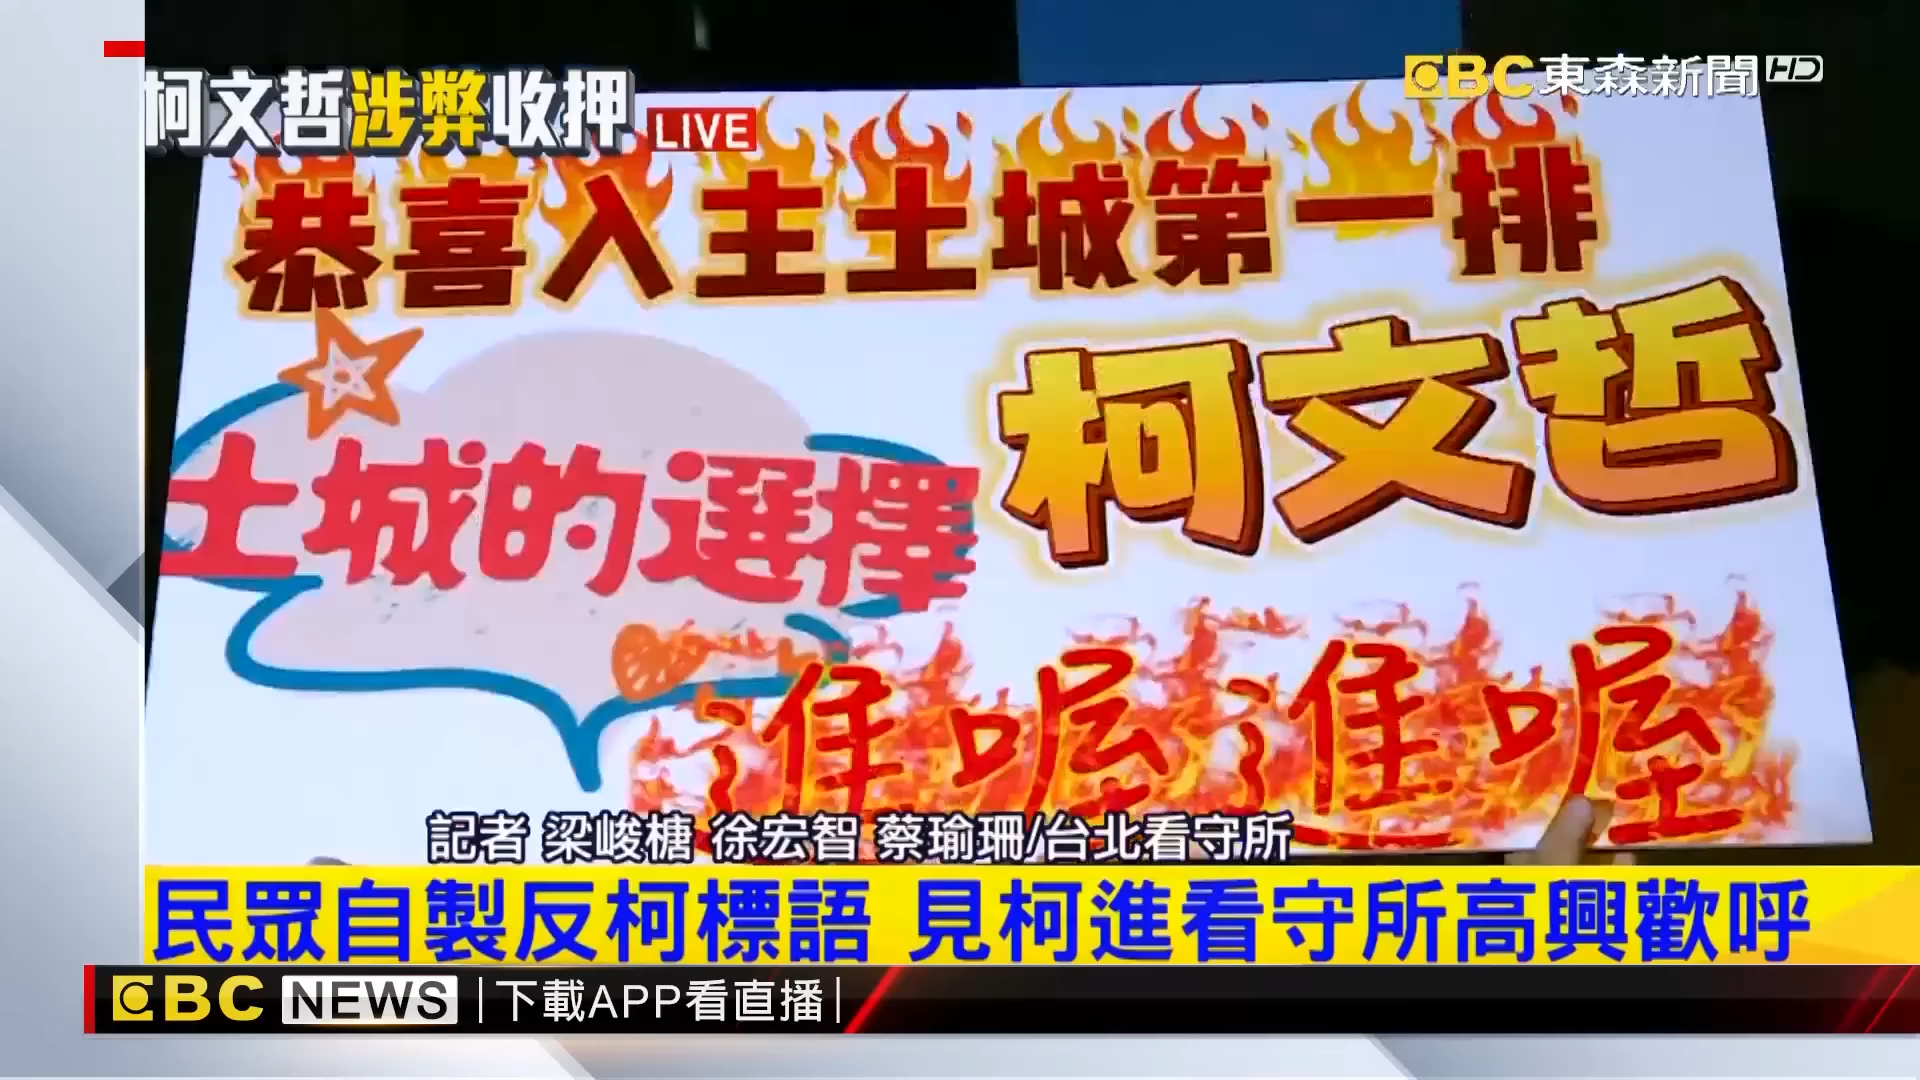 柯文哲涉弊收押
LIVE
EBC東森新聞HD
恭喜入主土城第一排
柯文哲
土城的選擇
進喔進喔
記者 梁峻榶 徐宏智 蔡瑜珊/台北看守所
民眾自製反柯標語 見柯進看守所高興歡呼
EBC NEWS |下載APP看直播|